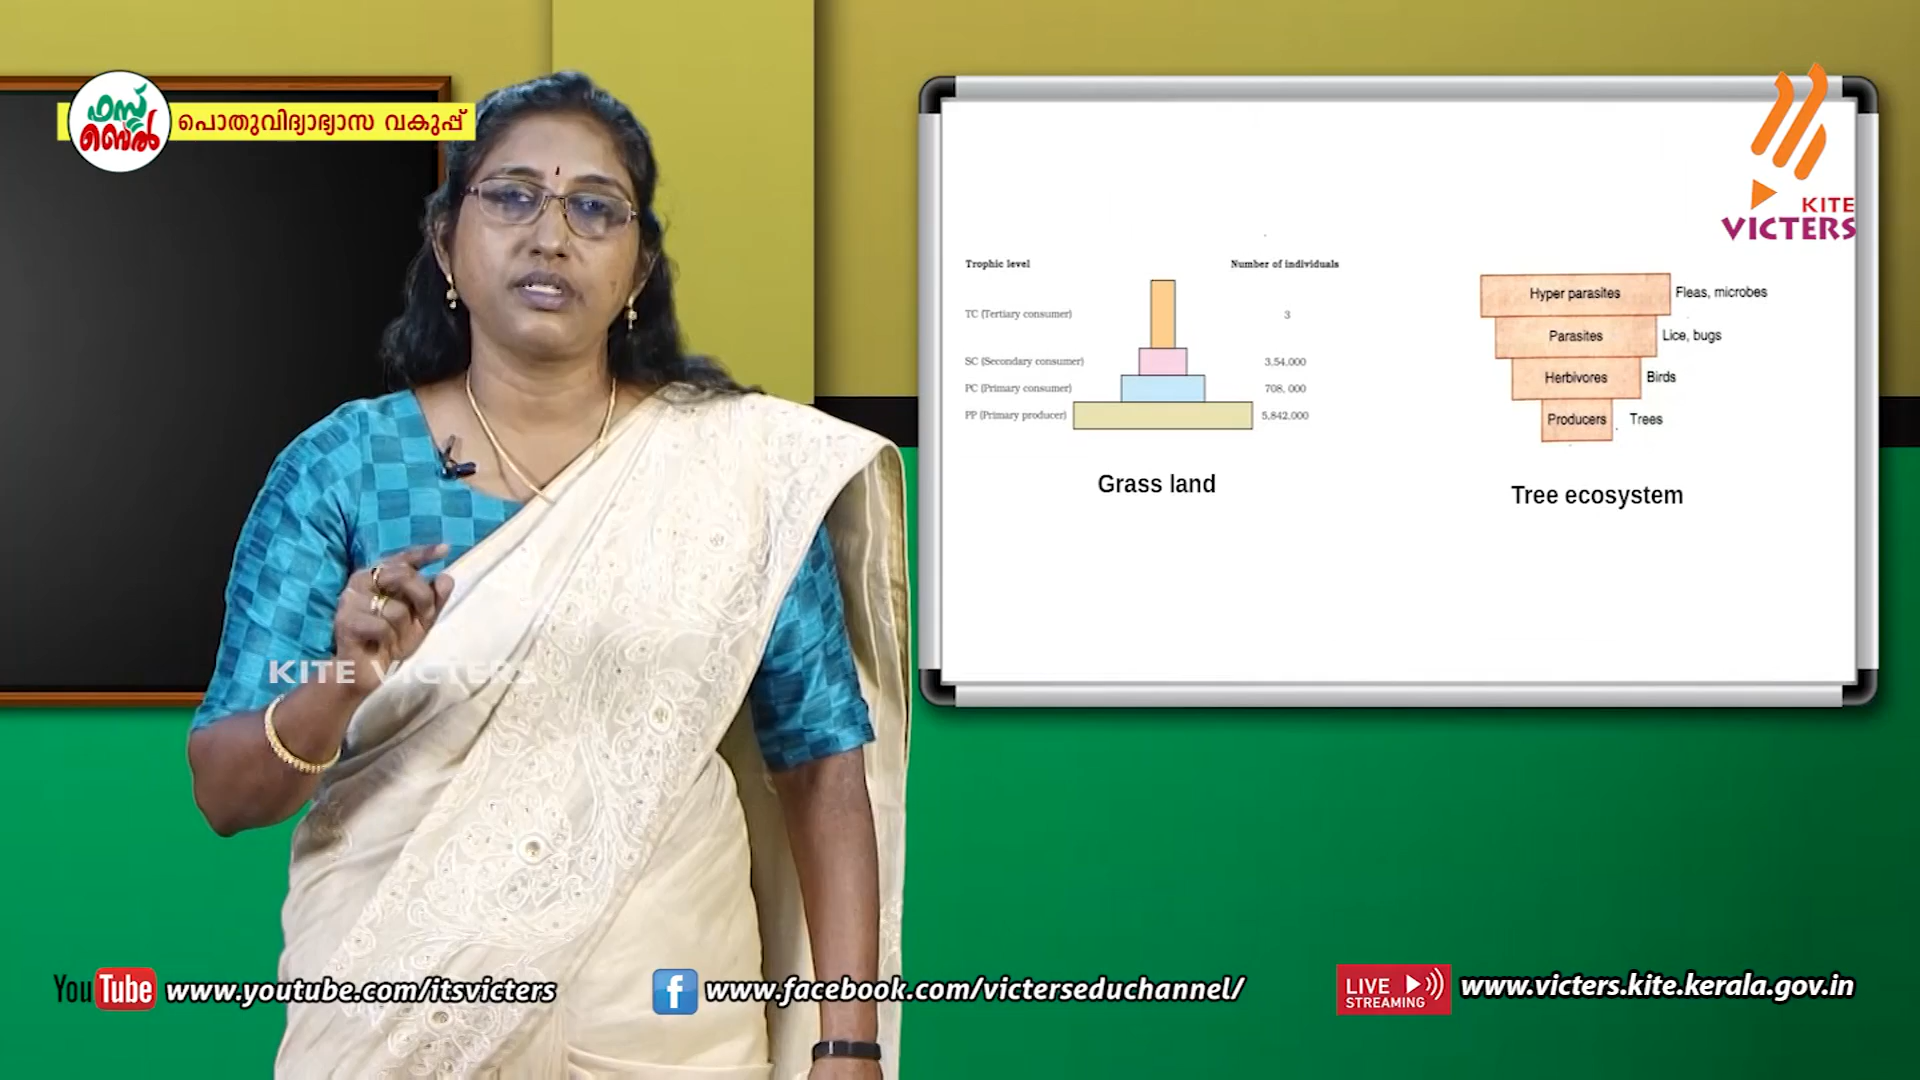 ഫസ്റ്റ്
ബെൽ
പൊതുവിദ്യാഭ്യാസ വകുപ്പ്
KITE
VICTERS
Trophic level
Number of individuals
TC (Tertiary consumer)
3
SC (Secondary consumer)
3,54,000
PC (Primary consumer)
708, 000
PP (Primary producer)
5,842,000
Grass land
Hyper parasites
Fleas, microbes
Parasites
Lice, bugs
Herbivores
Birds
Producers
Trees
Tree ecosystem
KITE VICTERS
YouTube www.youtube.com/itsvicters
f www.facebook.com/victerseduchannel/
LIVE
STREAMING
www.victers.kite.kerala.gov.in